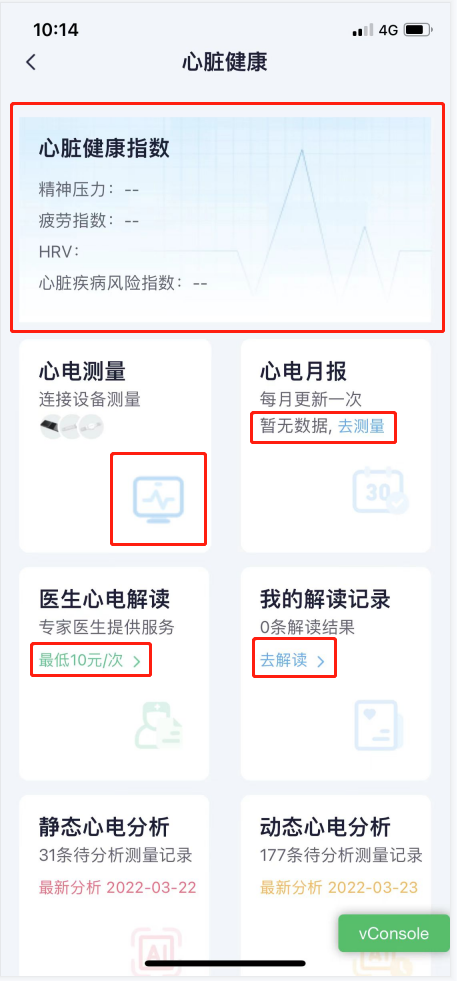 10:14
4G
心脏健康
心脏健康指数
精神压力：--
疲劳指数：--
HRV：
心脏疾病风险指数：--
心电测量
连接设备测量
心电月报
每月更新一次
暂无数据, 去测量
30
医生心电解读
专家医生提供服务
最低10元/次 >
我的解读记录
0条解读结果
去解读 >
静态心电分析
31条待分析测量记录
最新分析 2022-03-22
AI
动态心电分析
177条待分析测量记录
最新分析 2022-03-23
vConsole
AI